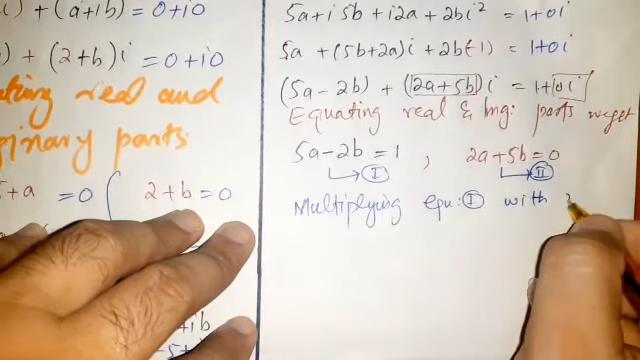 ) + (a+ib) = 0+i0
) + (2+b)i = 0+i0
ating real and
ginary parts
+a = 0 2+b = 0
+ib
5a+i5b+i2a+2bi² = 1+0i
5a+(5b+2a)i+2b(-1) = 1+0i
(5a-2b) + (2a+5b)i = 1+0i
Equating real & Img: parts we get
5a-2b=1 , 2a+5b=0
I II
Multiplying equ: I with